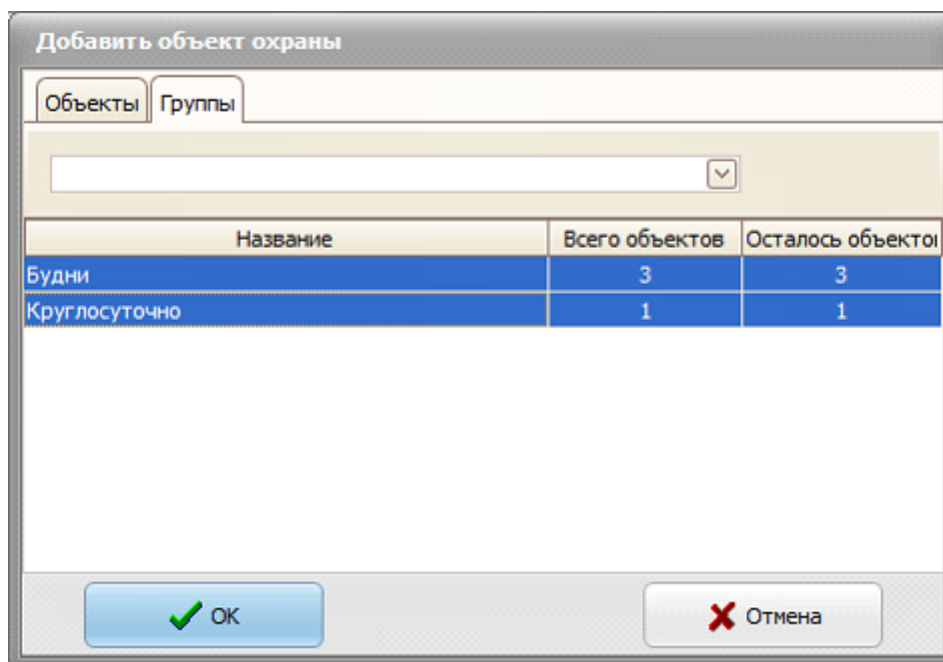 Добавить объект охраны
Объекты Группы
Название Всего объектов Осталось объекто
Будни 3 3
Круглосуточно 1 1
OK Отмена